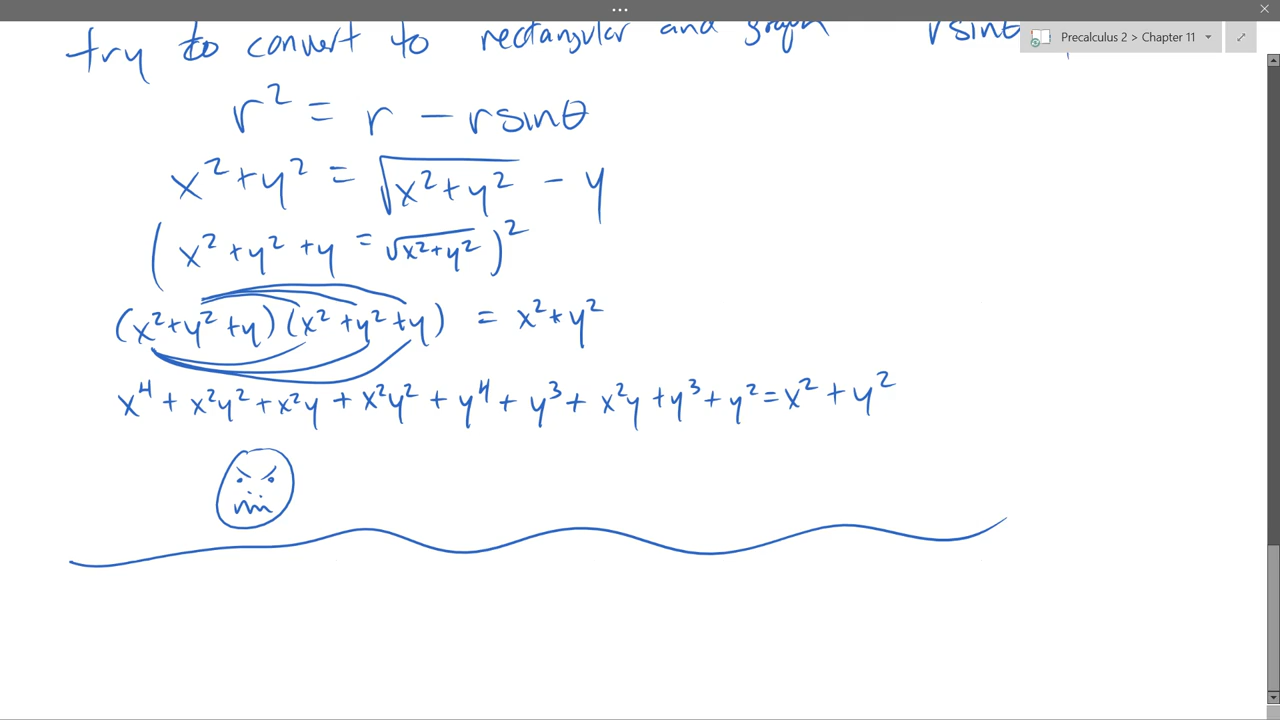 Precalculus 2 > Chapter 11
try to convert to rectangular and graph rsinθ
r² = r − rsinθ
x² + y² = √(x² + y²) − y
(x² + y² + y = √(x² + y²))²
(x² + y² + y)(x² + y² + y) = x² + y²
x⁴ + x²y² + x²y + x²y² + y⁴ + y³ + x²y + y³ + y² = x² + y²